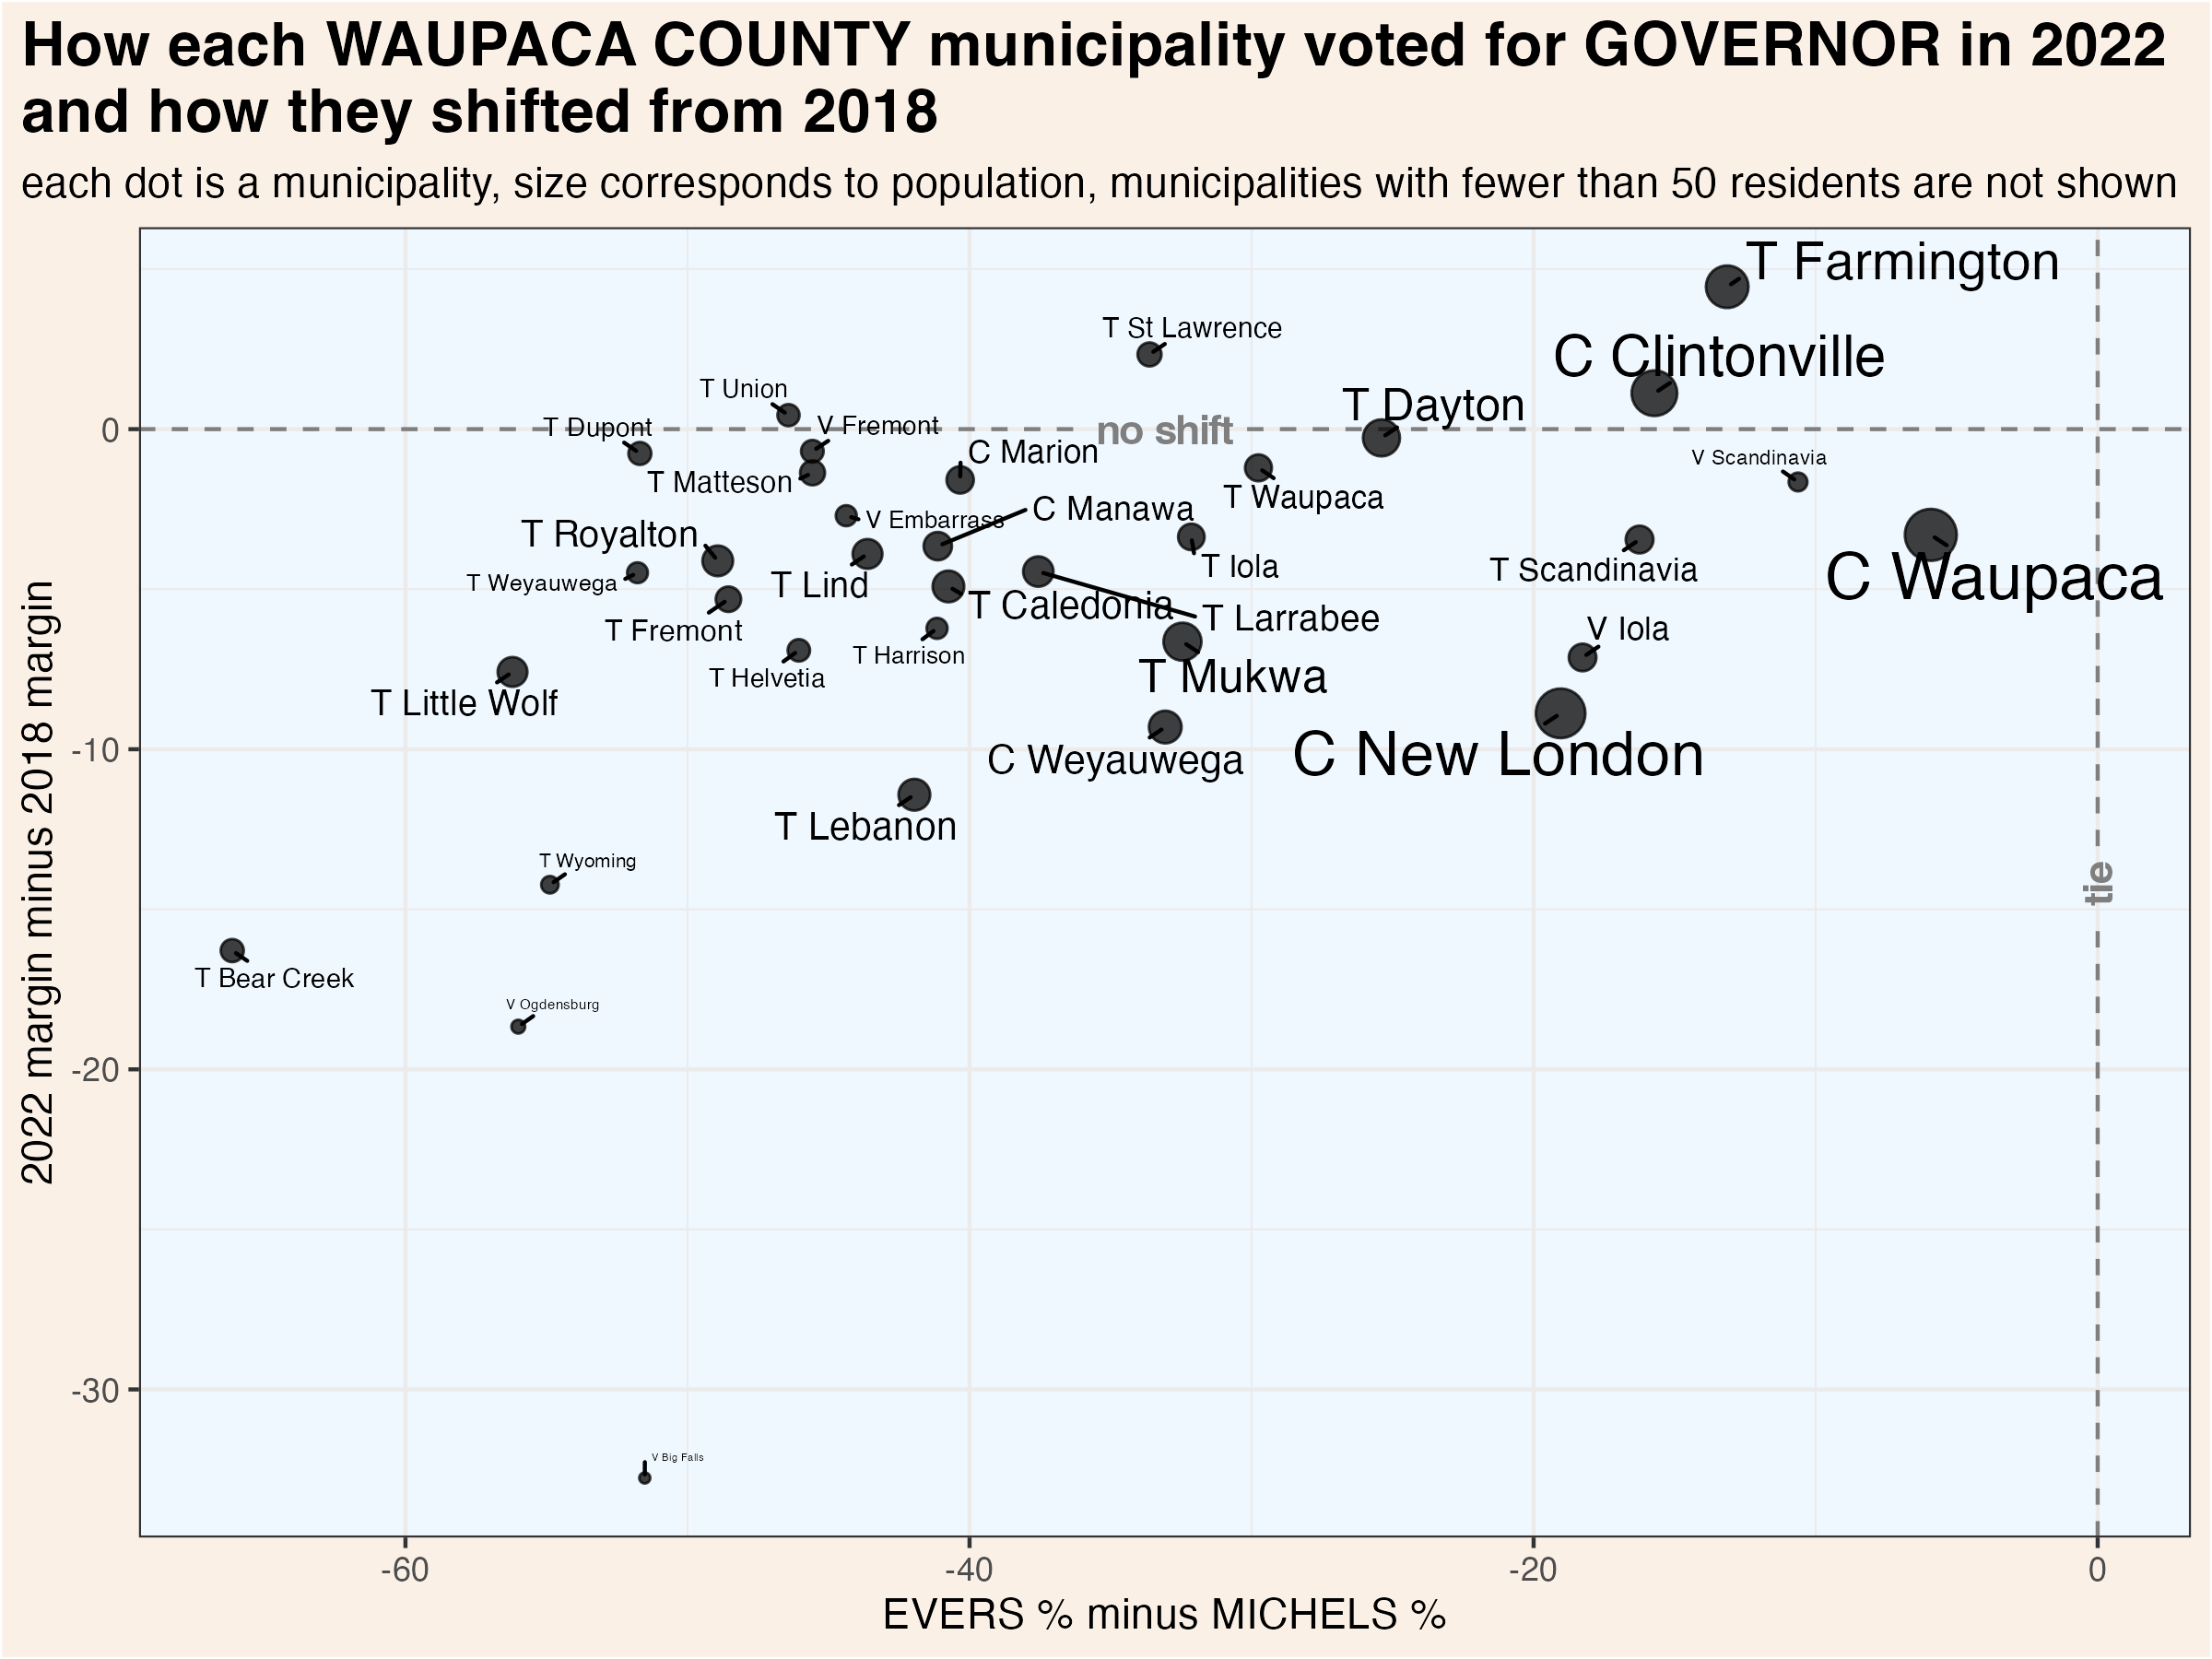 How each WAUPACA COUNTY municipality voted for GOVERNOR in 2022
and how they shifted from 2018
each dot is a municipality, size corresponds to population, municipalities with fewer than 50 residents are not shown
T Farmington
T St Lawrence
C Clintonville
T Union
T Dayton
T Dupont
V Fremont
no shift
0
C Marion
V Scandinavia
T Matteson
T Waupaca
C Manawa
V Embarrass
T Royalton
T Iola
T Scandinavia
C Waupaca
T Weyauwega
T Lind
T Caledonia
T Larrabee
T Fremont
V Iola
T Harrison
T Helvetia
T Mukwa
T Little Wolf
-10
C New London
C Weyauwega
T Lebanon
T Wyoming
tie
T Bear Creek
V Ogdensburg
-20
-30
V Big Falls
2022 margin minus 2018 margin
-60
-40
-20
0
EVERS % minus MICHELS %